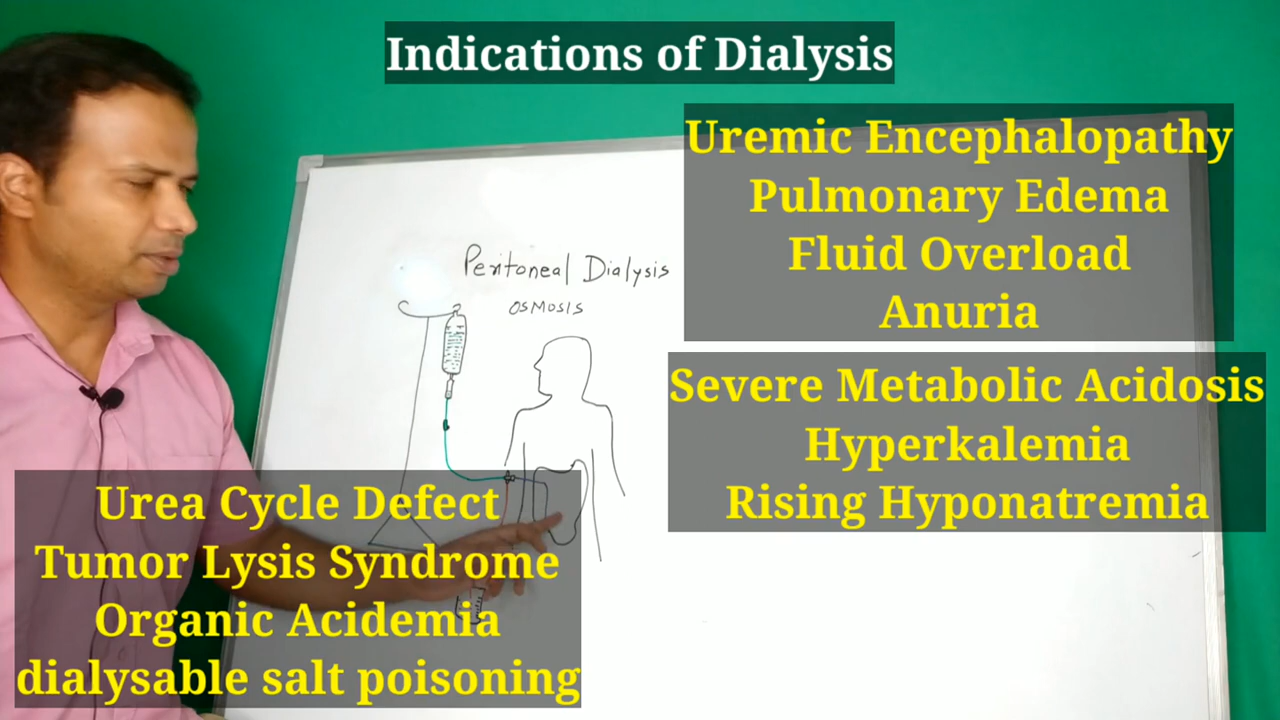 Indications of Dialysis
Uremic Encephalopathy
Pulmonary Edema
Fluid Overload
Anuria
Peritoneal Dialysis
OSMOSIS
Severe Metabolic Acidosis
Hyperkalemia
Rising Hyponatremia
Urea Cycle Defect
Tumor Lysis Syndrome
Organic Acidemia
dialysable salt poisoning